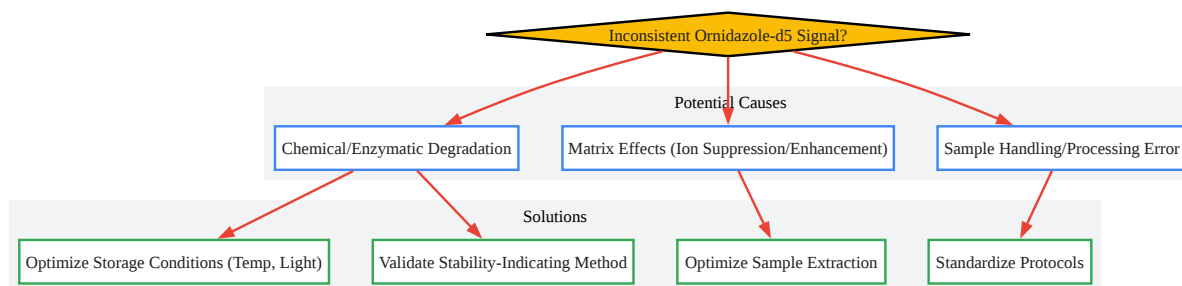 Inconsistent Ornidazole-d5 Signal?
Potential Causes
Chemical/Enzymatic Degradation
Matrix Effects (Ion Suppression/Enhancement)
Sample Handling/Processing Error
Solutions
Optimize Storage Conditions (Temp, Light)
Validate Stability-Indicating Method
Optimize Sample Extraction
Standardize Protocols